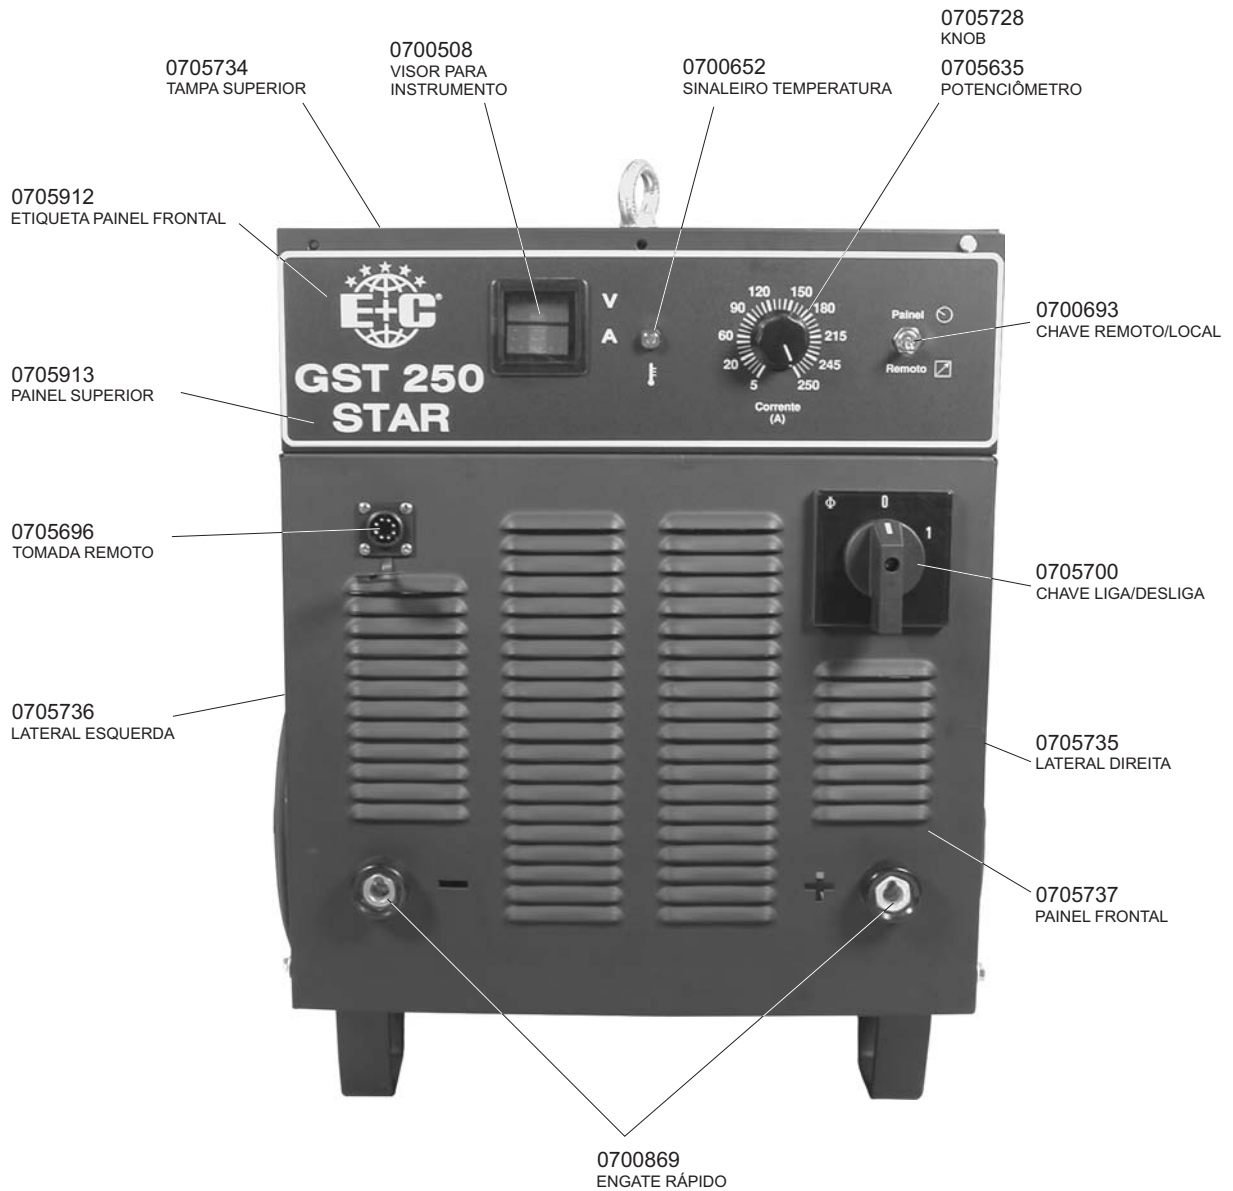 0705728
KNOB
0705635
POTENCIÔMETRO
0700508
VISOR PARA
INSTRUMENTO
0700652
SINALEIRO TEMPERATURA
0705734
TAMPA SUPERIOR
0705912
ETIQUETA PAINEL FRONTAL
E+C®
GST 250
STAR
V
A
5
20
60
90
120
150
180
215
245
250
Corrente
(A)
Painel
Remoto
0700693
CHAVE REMOTO/LOCAL
0705913
PAINEL SUPERIOR
0705696
TOMADA REMOTO
Φ
0
1
0705700
CHAVE LIGA/DESLIGA
0705736
LATERAL ESQUERDA
0705735
LATERAL DIREITA
- +
0705737
PAINEL FRONTAL
0700869
ENGATE RÁPIDO